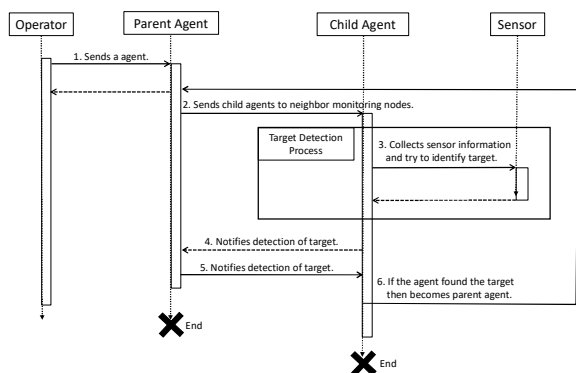 Operator
Parent Agent
Child Agent
Sensor
1. Sends a agent.
2. Sends child agents to neighbor monitoring nodes.
Target Detection
Process
3. Collects sensor information
and try to identify target.
4. Notifies detection of target.
5. Notifies detection of target.
6. If the agent found the target
then becomes parent agent.
End
End